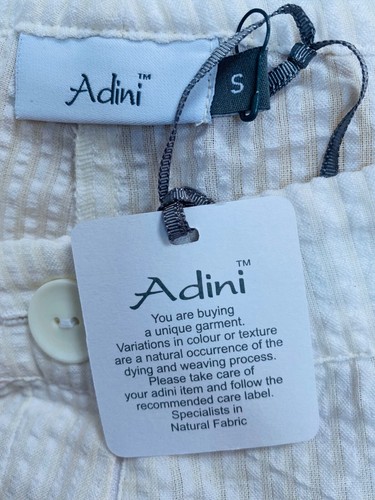 Adini™
S
Adini™
You are buying
a unique garment.
Variations in colour or texture
are a natural occurrence of the
dying and weaving process.
Please take care of
your adini item and follow the
recommended care label.
Specialists in
Natural Fabric